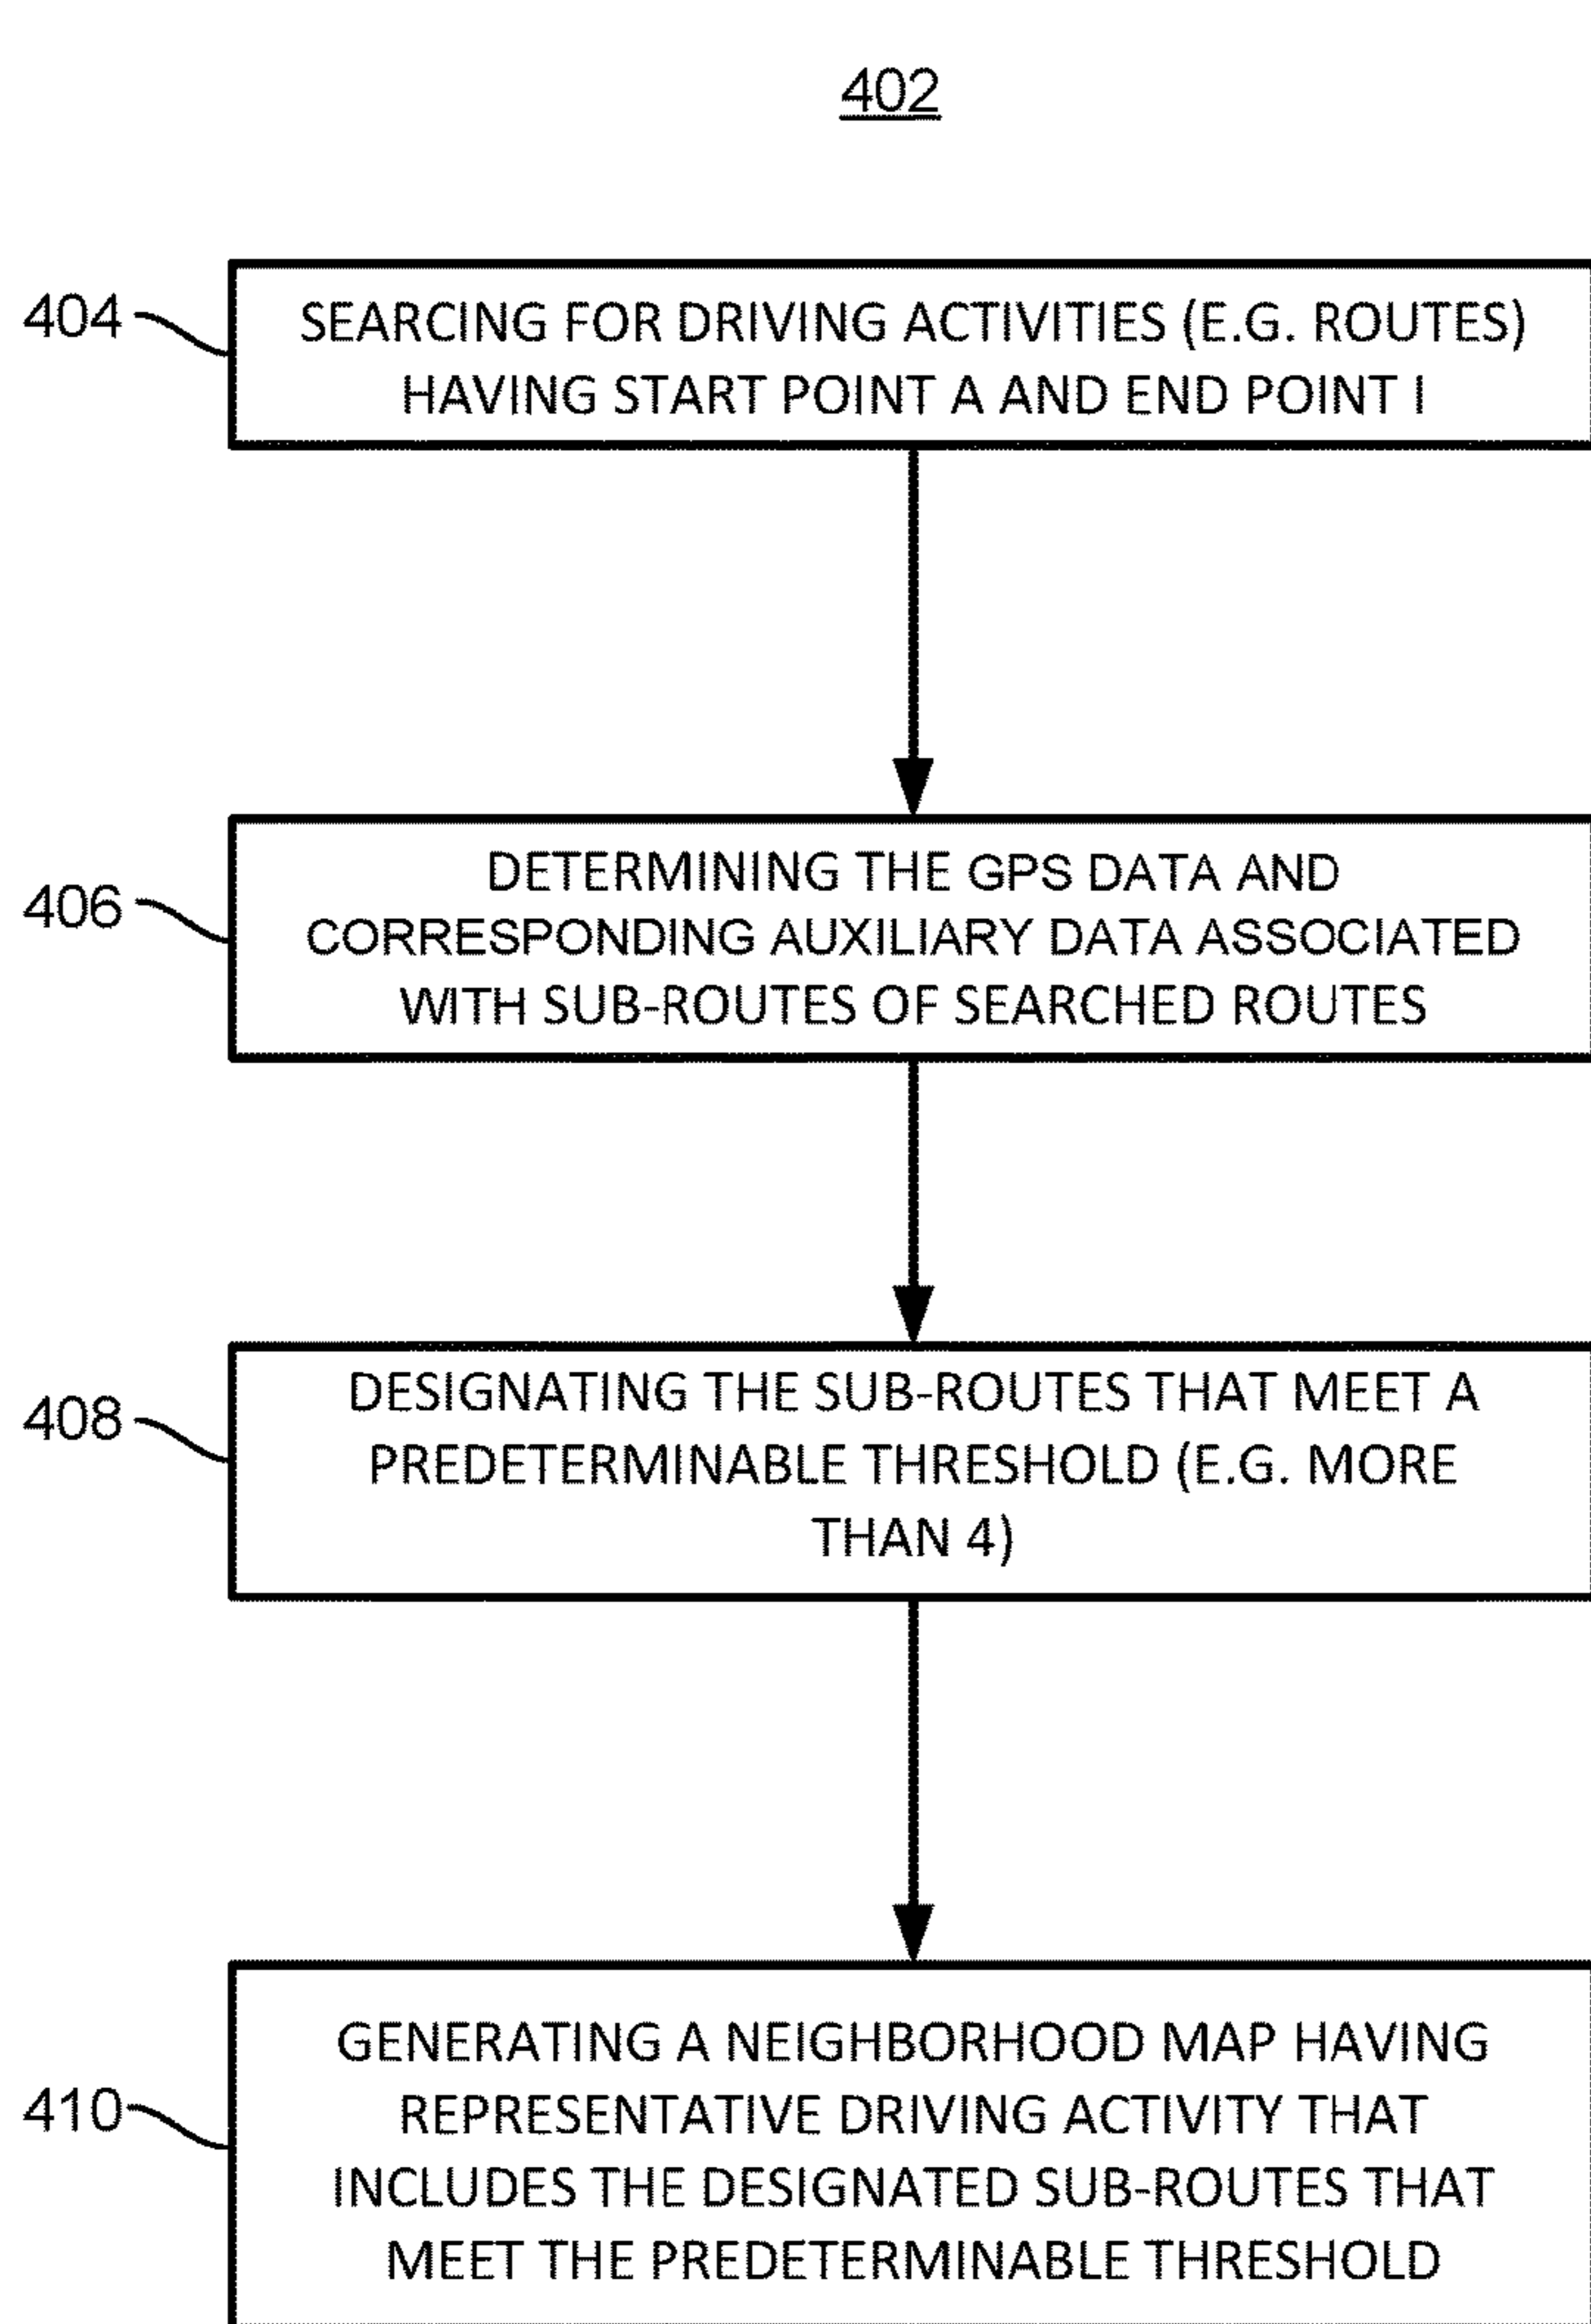 402
404
SEARCING FOR DRIVING ACTIVITIES (E.G. ROUTES)
HAVING START POINT A AND END POINT I
406
DETERMINING THE GPS DATA AND
CORRESPONDING AUXILIARY DATA ASSOCIATED
WITH SUB-ROUTES OF SEARCHED ROUTES
408
DESIGNATING THE SUB-ROUTES THAT MEET A
PREDETERMINABLE THRESHOLD (E.G. MORE
THAN 4)
410
GENERATING A NEIGHBORHOOD MAP HAVING
REPRESENTATIVE DRIVING ACTIVITY THAT
INCLUDES THE DESIGNATED SUB-ROUTES THAT
MEET THE PREDETERMINABLE THRESHOLD